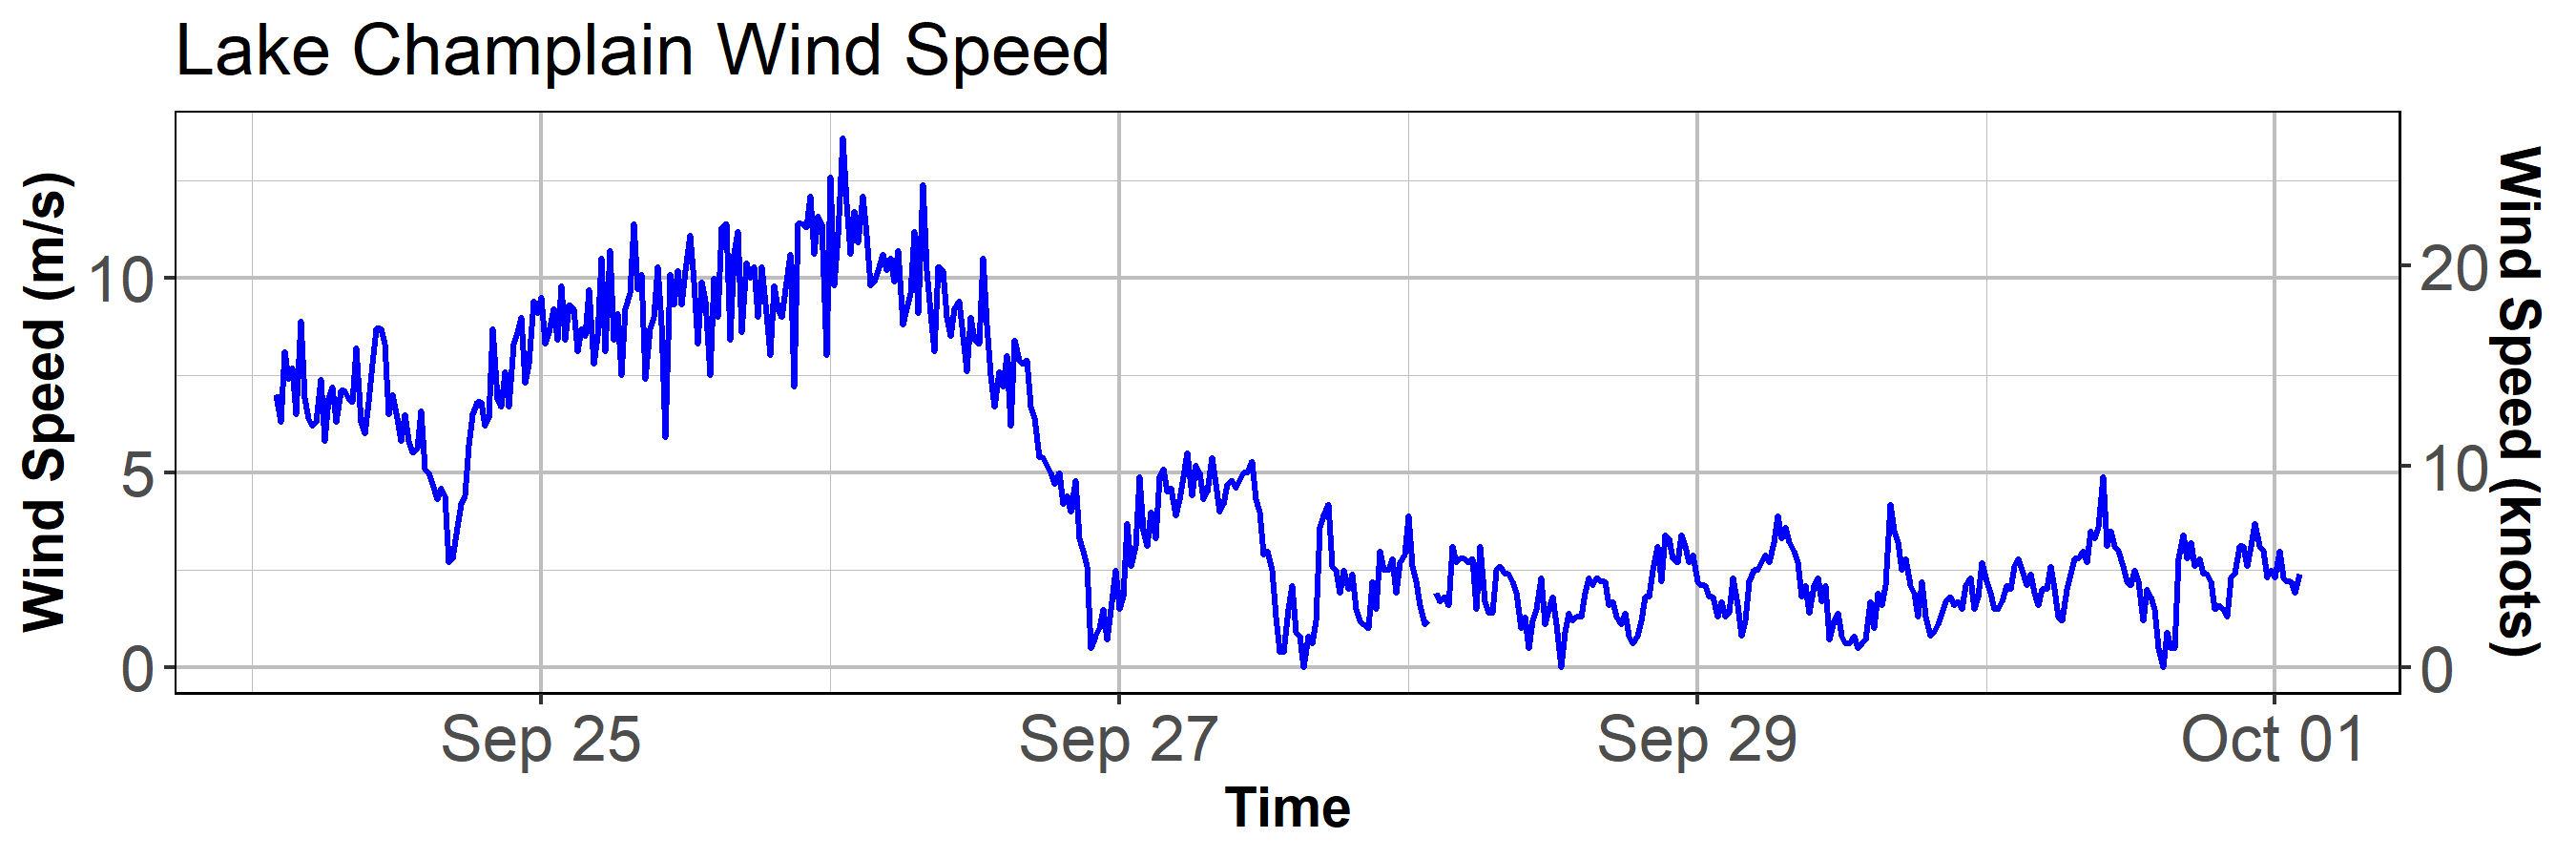 Lake Champlain Wind Speed
Wind Speed (m/s)
10
5
0
20
10
0
Wind Speed (knots)
Sep 25
Sep 27
Sep 29
Oct 01
Time